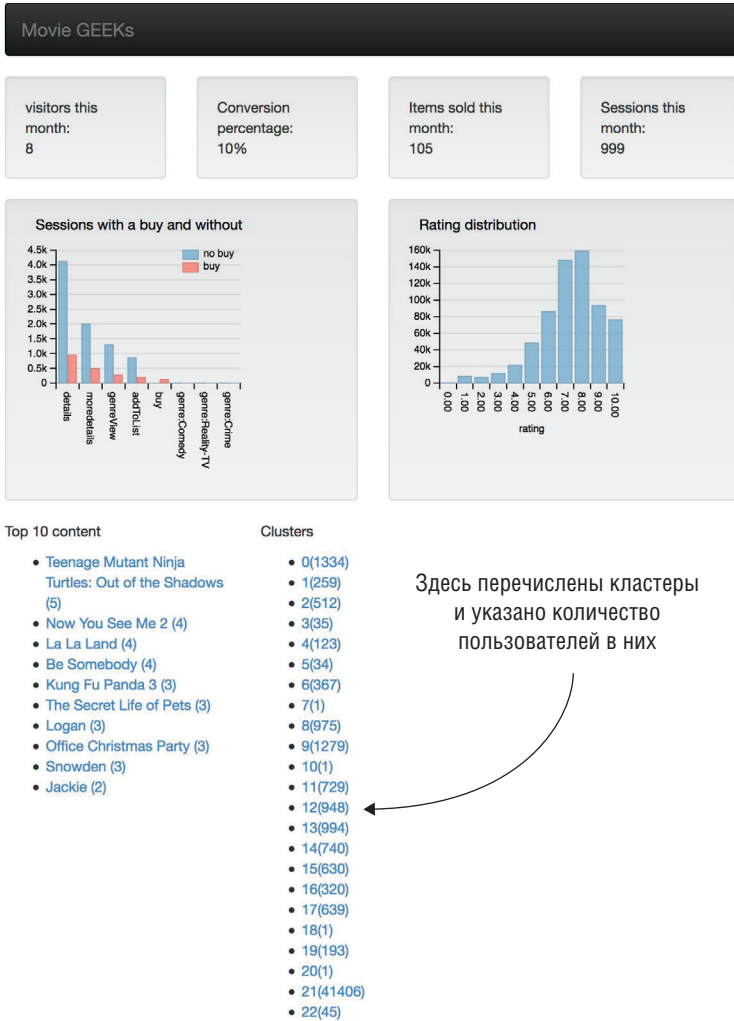 Movie GEEKs
visitors this
month:
8
Conversion
percentage:
10%
Items sold this
month:
105
Sessions this
month:
999
Sessions with a buy and without
4.5k
4.0k
3.5k
3.0k
2.5k
2.0k
1.5k
1.0k
0.5k
0
no buy
buy
details
moredetails
genreView
addToList
buy
genre:Comedy
genre:Reality-TV
genre:Crime
Rating distribution
160k
140k
120k
100k
80k
60k
40k
20k
0
0.00
1.00
2.00
3.00
4.00
5.00
6.00
7.00
8.00
9.00
10.00
rating
Top 10 content
Teenage Mutant Ninja
Turtles: Out of the Shadows
(5)
Now You See Me 2 (4)
La La Land (4)
Be Somebody (4)
Kung Fu Panda 3 (3)
The Secret Life of Pets (3)
Logan (3)
Office Christmas Party (3)
Snowden (3)
Jackie (2)
Clusters
0(1334)
1(259)
2(512)
3(35)
4(123)
5(34)
6(367)
7(1)
8(975)
9(1279)
10(1)
11(729)
12(948)
13(994)
14(740)
15(630)
16(320)
17(639)
18(1)
19(193)
20(1)
21(41406)
22(45)
Здесь перечислены кластеры
и указано количество
пользователей в них